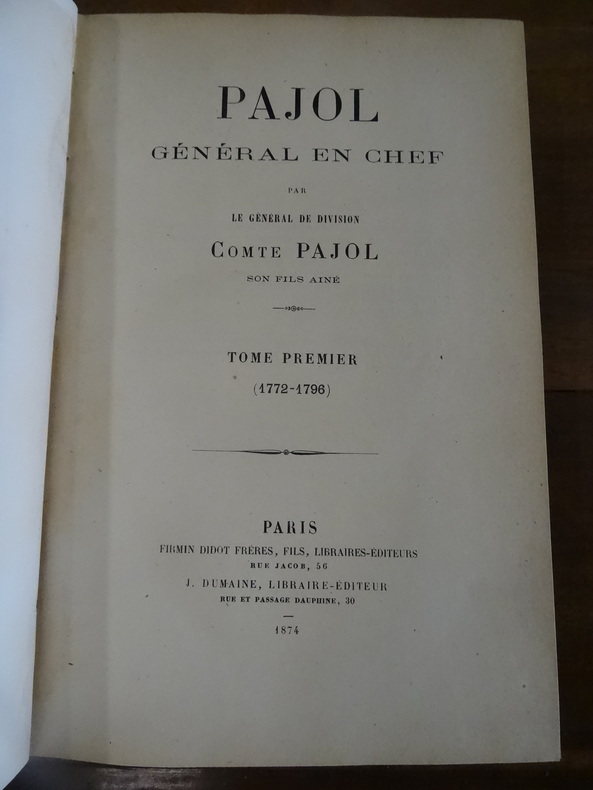 PAJOL
GÉNÉRAL EN CHEF
PAR
LE GÉNÉRAL DE DIVISION
COMTE PAJOL
SON FILS AINÉ
TOME PREMIER
(1772-1796)
PARIS
FIRMIN DIDOT FRÈRES, FILS, LIBRAIRES-ÉDITEURS
RUE JACOB, 56
J. DUMAINE, LIBRAIRE-ÉDITEUR
RUE ET PASSAGE DAUPHINE, 30
1874